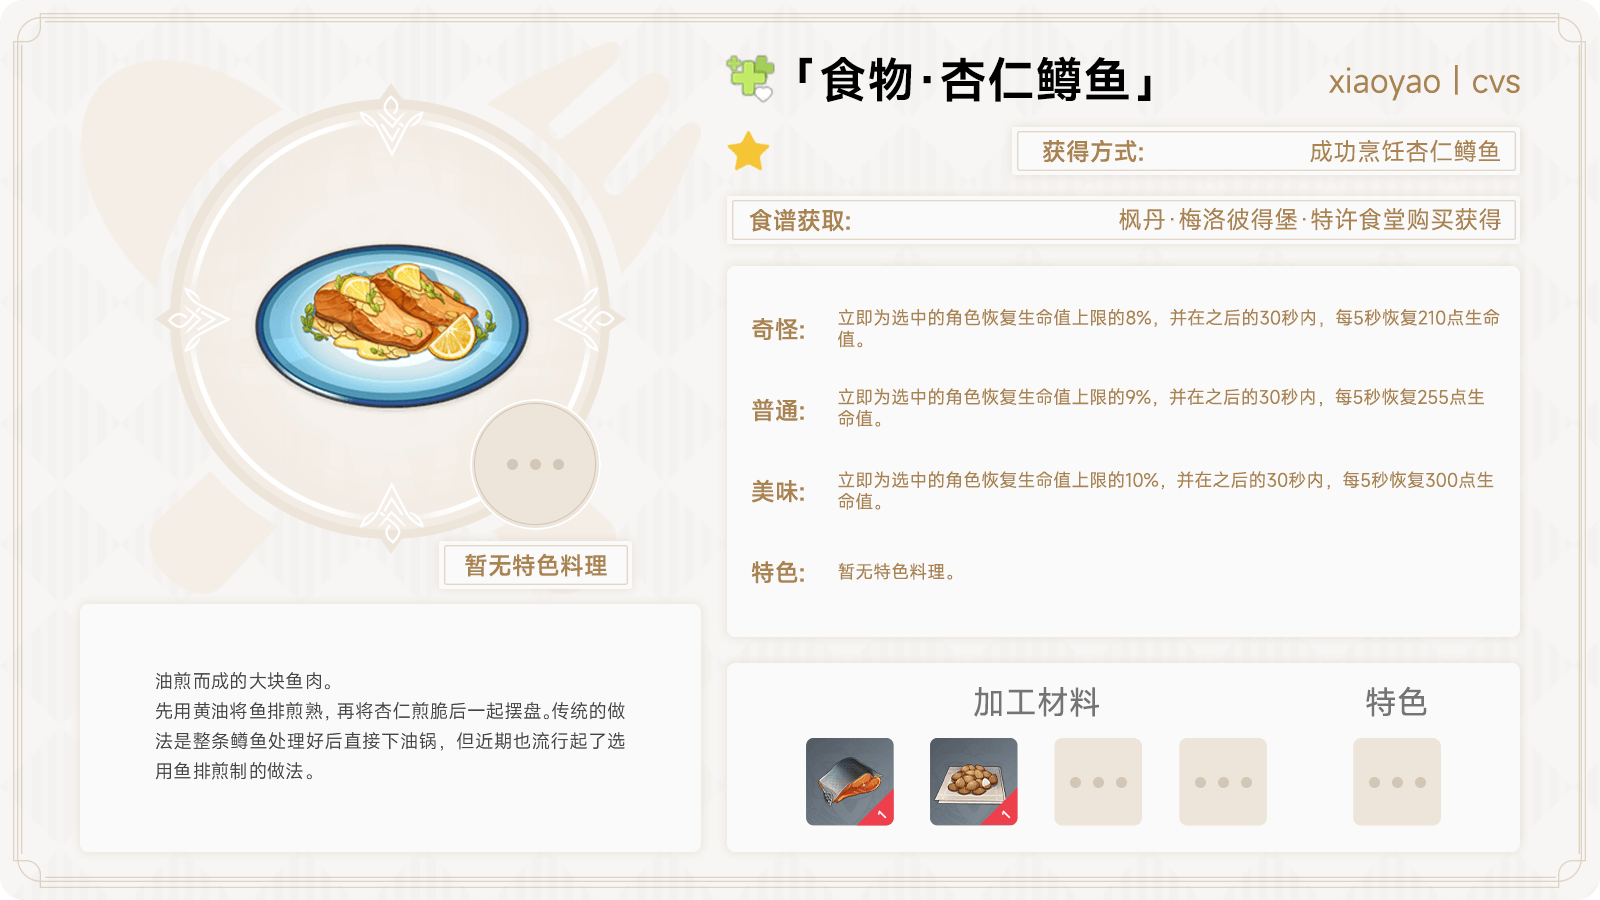 「食物·杏仁鳟鱼」
xiaoyao | cvs
获得方式: 成功烹饪杏仁鳟鱼
食谱获取: 枫丹·梅洛彼得堡·特许食堂购买获得
奇怪: 立即为选中的角色恢复生命值上限的8%，并在之后的30秒内，每5秒恢复210点生命
值。
普通: 立即为选中的角色恢复生命值上限的9%，并在之后的30秒内，每5秒恢复255点生
命值。
美味: 立即为选中的角色恢复生命值上限的10%，并在之后的30秒内，每5秒恢复300点生
命值。
特色: 暂无特色料理。
暂无特色料理
油煎而成的大块鱼肉。
先用黄油将鱼排煎熟，再将杏仁煎脆后一起摆盘。传统的做
法是整条鳟鱼处理好后直接下油锅，但近期也流行起了选
用鱼排煎制的做法。
加工材料
特色
1
1